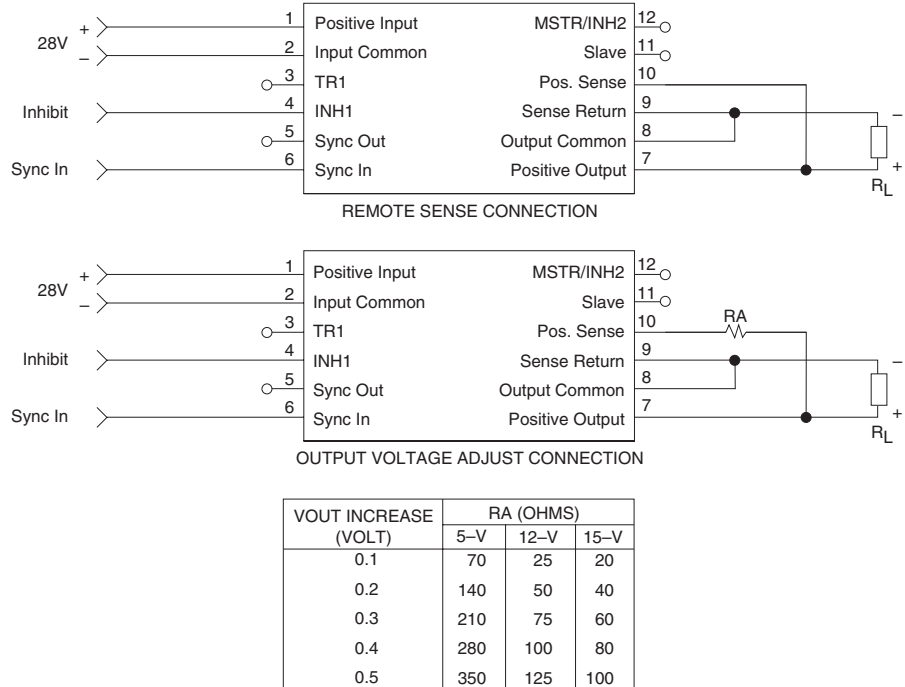 1 Positive Input MSTR/INH2 12
28V + – 2 Input Common Slave 11
3 TR1 Pos. Sense 10
Inhibit 4 INH1 Sense Return 9 –
5 Sync Out Output Common 8
Sync In 6 Sync In Positive Output 7 +
RL
REMOTE SENSE CONNECTION
1 Positive Input MSTR/INH2 12
28V + – 2 Input Common Slave 11
3 TR1 Pos. Sense 10 RA
Inhibit 4 INH1 Sense Return 9 –
5 Sync Out Output Common 8
Sync In 6 Sync In Positive Output 7 +
RL
OUTPUT VOLTAGE ADJUST CONNECTION
VOUT INCREASE RA (OHMS)
(VOLT) 5–V 12–V 15–V
0.1 70 25 20
0.2 140 50 40
0.3 210 75 60
0.4 280 100 80
0.5 350 125 100